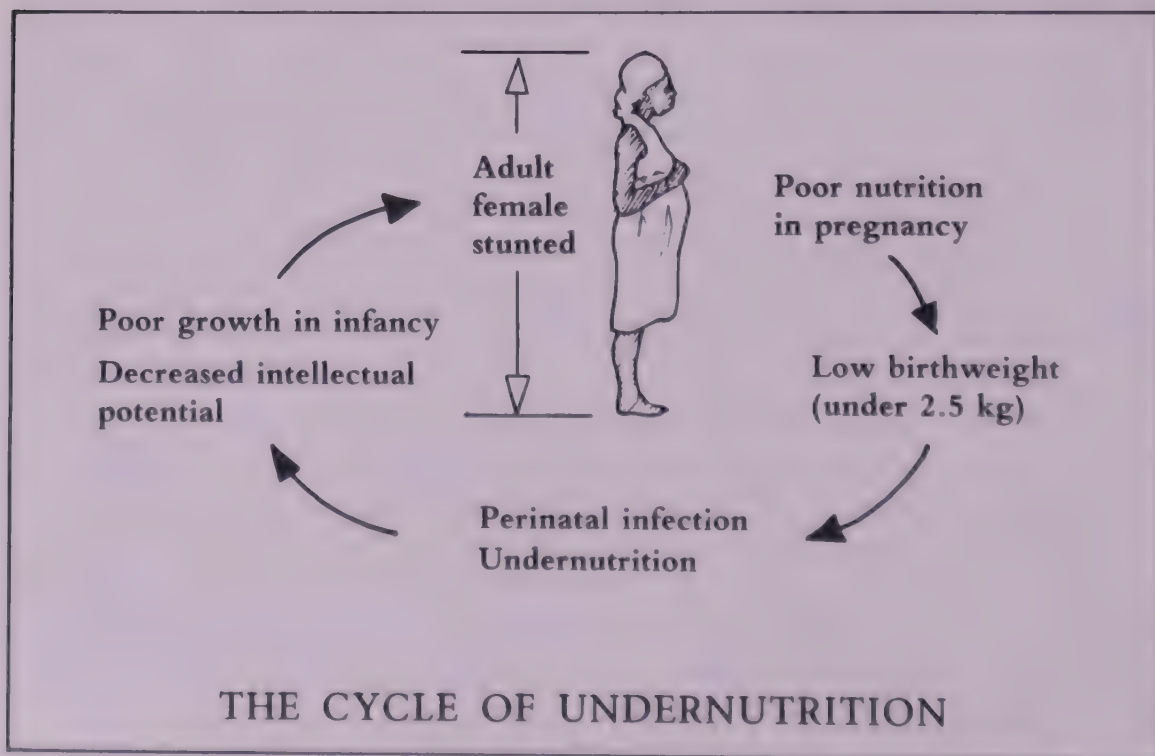 Adult
female
stunted
Poor nutrition
in pregnancy
Low birthweight
(under 2.5 kg)
Perinatal infection
Undernutrition
Poor growth in infancy
Decreased intellectual
potential
THE CYCLE OF UNDERNUTRITION